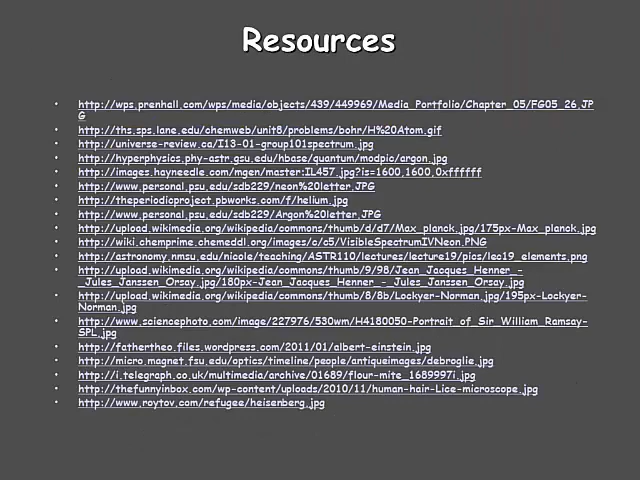 Resources
• http://wps.prenhall.com/wps/media/objects/439/449969/Media_Portfolio/Chapter_05/FG05_26.JP
G
• http://ths.sps.lane.edu/chemweb/unit8/problems/bohr/H%20Atom.gif
• http://universe-review.ca/I13-01-group101spectrum.jpg
• http://hyperphysics.phy-astr.gsu.edu/hbase/quantum/modpic/argon.jpg
• http://images.hayneedle.com/mgen/master:IL457.jpg?is=1600,1600,0xffffff
• http://www.personal.psu.edu/sdb229/neon%20letter.JPG
• http://theperiodicproject.pbworks.com/f/helium.jpg
• http://www.personal.psu.edu/sdb229/Argon%20letter.JPG
• http://upload.wikimedia.org/wikipedia/commons/thumb/d/d7/Max_planck.jpg/175px-Max_planck.jpg
• http://wiki.chemprime.chemeddl.org/images/c/c5/VisibleSpectrumIVNeon.PNG
• http://astronomy.nmsu.edu/nicole/teaching/ASTR110/lectures/lecture19/pics/lec19_elements.png
• http://upload.wikimedia.org/wikipedia/commons/thumb/9/98/Jean_Jacques_Henner_-
_Jules_Janssen_Orsay.jpg/180px-Jean_Jacques_Henner_-_Jules_Janssen_Orsay.jpg
• http://upload.wikimedia.org/wikipedia/commons/thumb/8/8b/Lockyer-Norman.jpg/195px-Lockyer-
Norman.jpg
• http://www.sciencephoto.com/image/227976/530wm/H4180050-Portrait_of_Sir_William_Ramsay-
SPL.jpg
• http://fathertheo.files.wordpress.com/2011/01/albert-einstein.jpg
• http://micro.magnet.fsu.edu/optics/timeline/people/antiqueimages/debroglie.jpg
• http://i.telegraph.co.uk/multimedia/archive/01689/flour-mite_1689997i.jpg
• http://thefunnyinbox.com/wp-content/uploads/2010/11/human-hair-Lice-microscope.jpg
• http://www.roytov.com/refugee/heisenberg.jpg